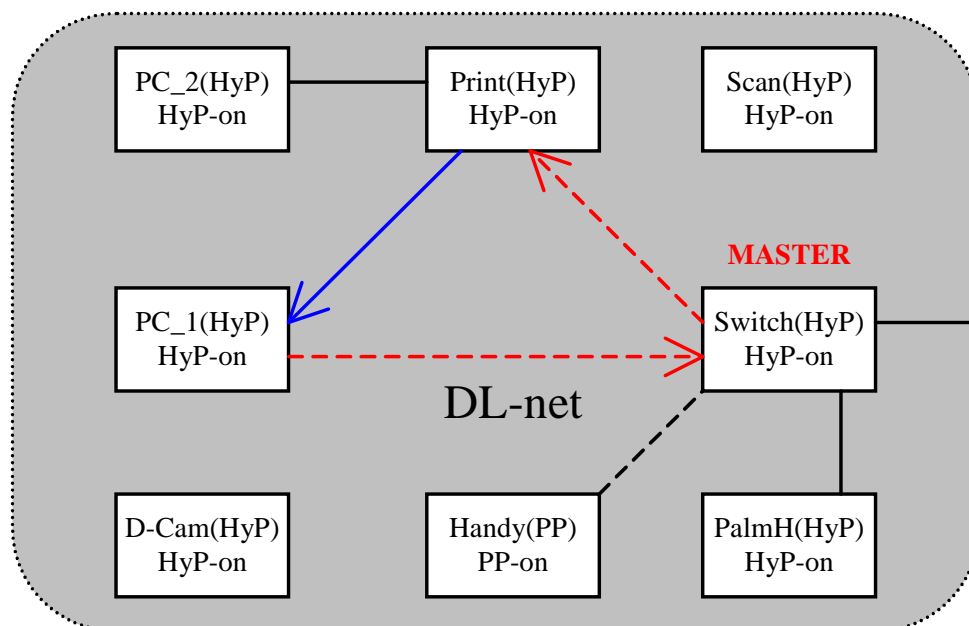 PC_2(HyP)
HyP-on
Print(HyP)
HyP-on
Scan(HyP)
HyP-on
MASTER
PC_1(HyP)
HyP-on
Switch(HyP)
HyP-on
DL-net
D-Cam(HyP)
HyP-on
Handy(PP)
PP-on
PalmH(HyP)
HyP-on